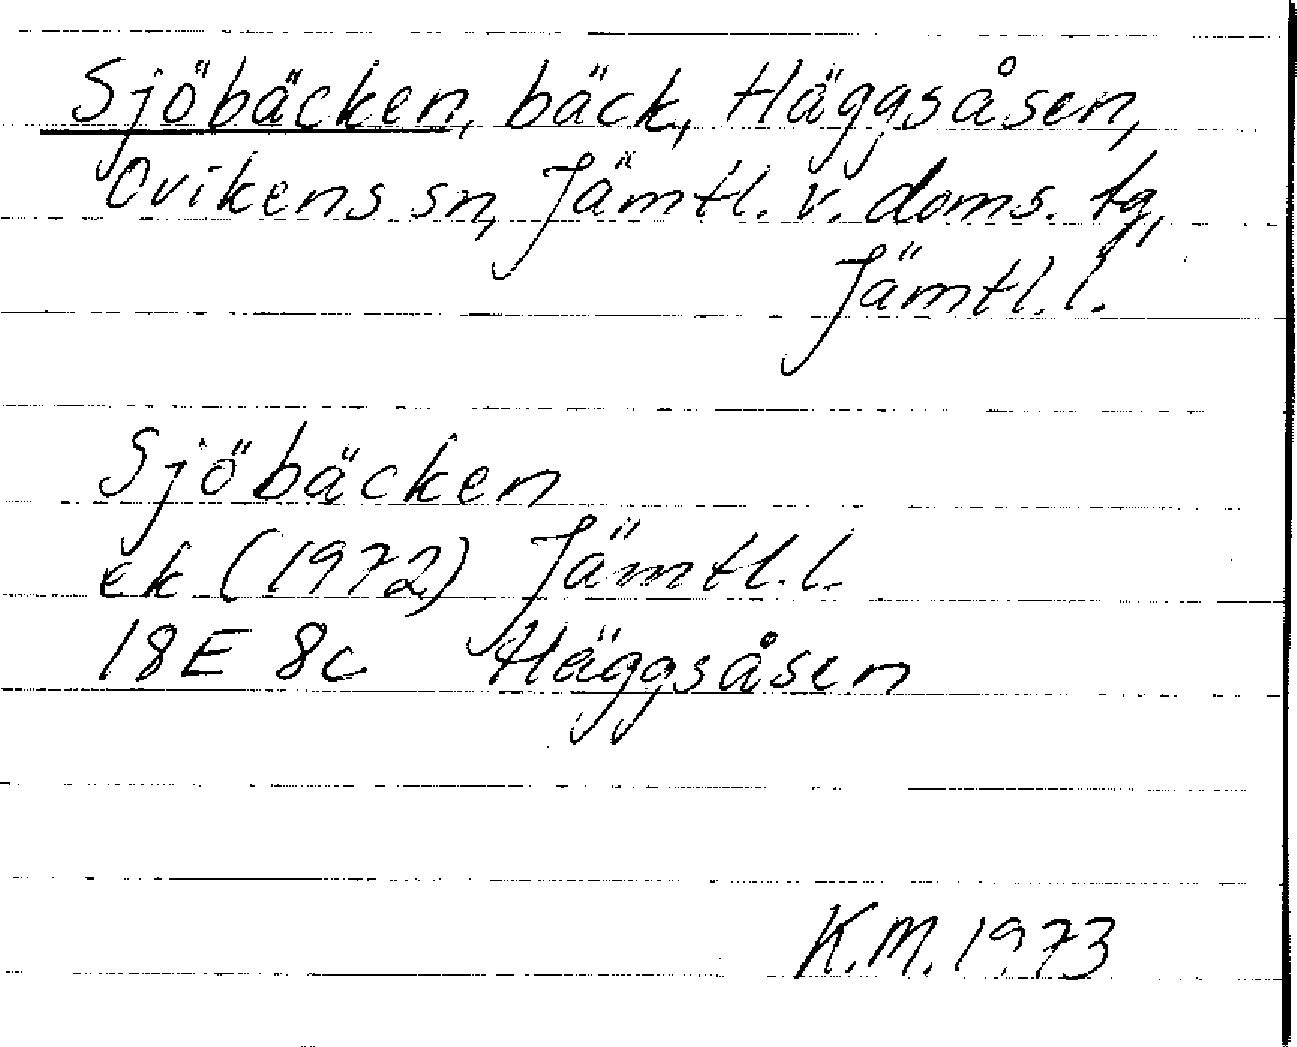 Sjöbäcken, bäck, Häggsåsen,
Ovikens sn, Jämtl. v. doms. tg,
Jämtl. l.
Sjöbäcken
ek (1972) Jämtl. l.
18E 8c Häggsåsen
K.M. 1973